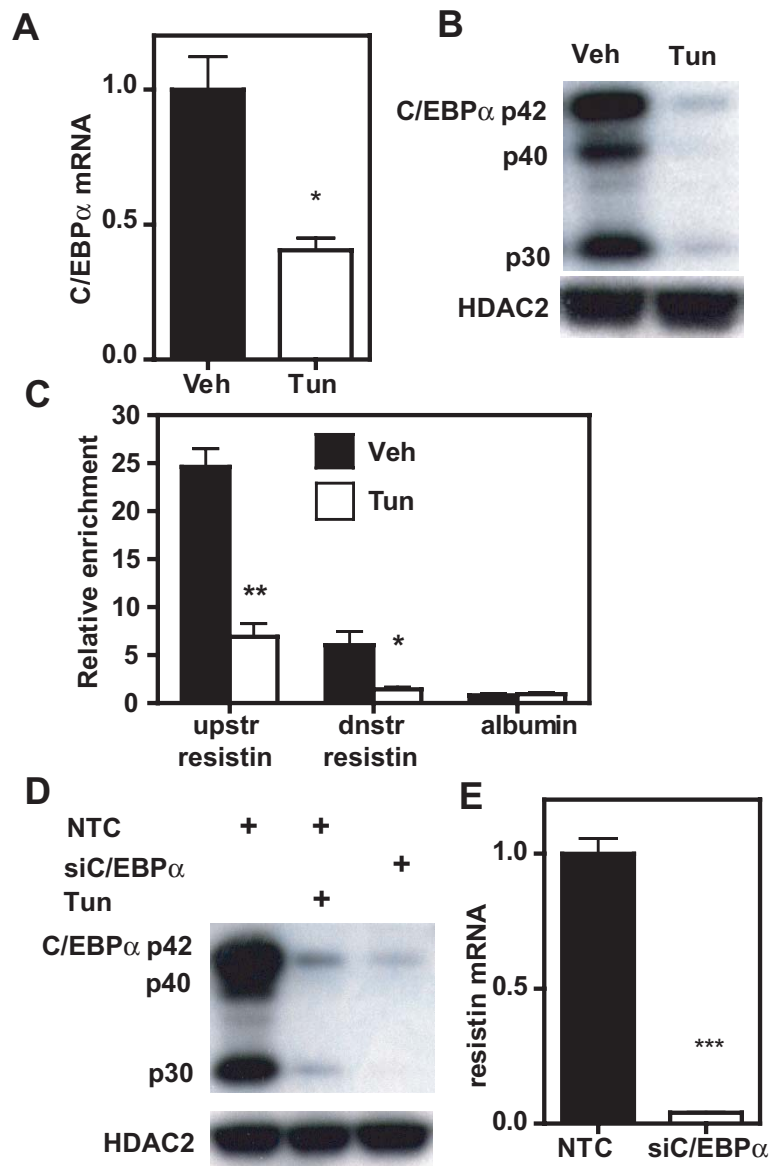 A
C/EBPα mRNA
1.0
0.5
0.0
*
Veh Tun
B
Veh Tun
C/EBPα p42
p40
p30
HDAC2
C
Relative enrichment
30
25
20
15
10
5
0
Veh
Tun
**
*
upstr resistin
dnstr resistin
albumin
D
NTC + +
siC/EBPα +
Tun +
C/EBPα p42
p40
p30
HDAC2
E
resistin mRNA
1.0
0.5
0.0
***
NTC siC/EBPα